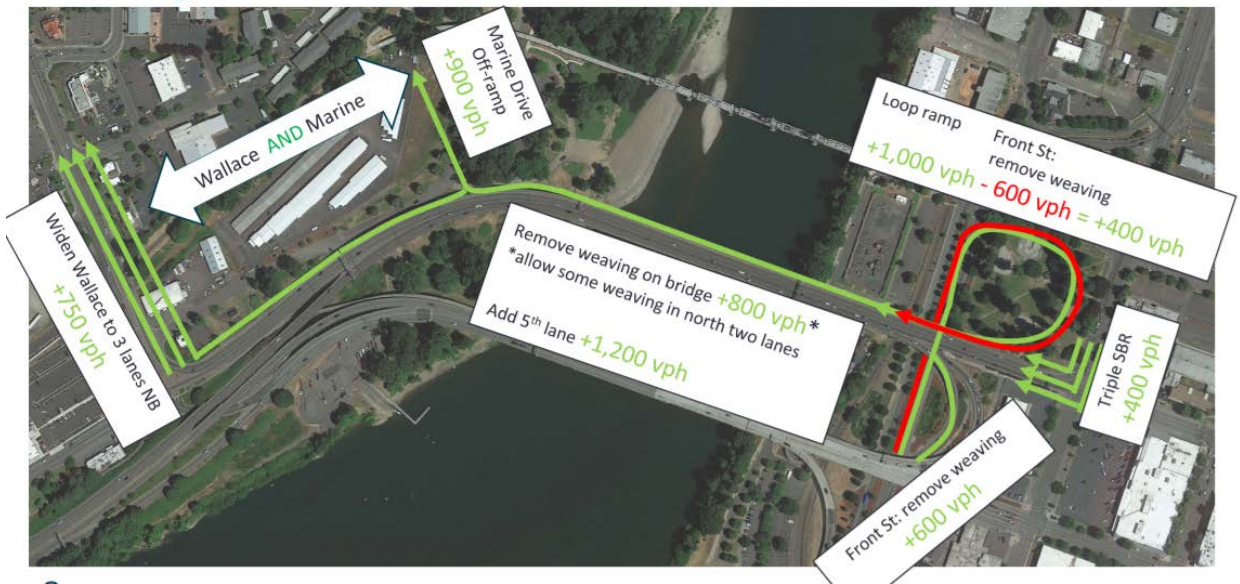 Marine Drive
Off-ramp
+900 vph
Wallace AND Marine
Widen Wallace to 3 lanes NB
+750 vph
Remove weaving on bridge +800 vph*
*allow some weaving in north two lanes
Add 5th lane +1,200 vph
Loop ramp Front St:
remove weaving
+1,000 vph - 600 vph = +400 vph
Triple SBR
+400 vph
Front St: remove weaving
+600 vph